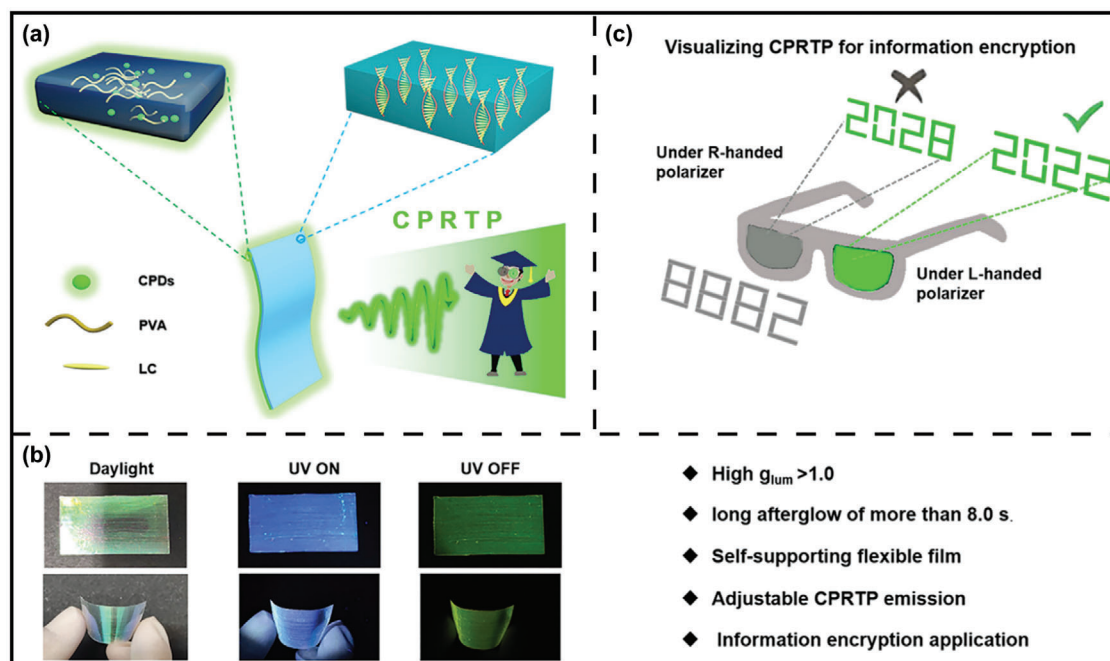 (a)
CPRTP
CPDs
PVA
LC
(c)
Visualizing CPRTP for information encryption
2028
2022
Under R-handed
polarizer
Under L-handed
polarizer
8882
(b)
Daylight
UV ON
UV OFF
◆ High glum >1.0
◆ long afterglow of more than 8.0 s.
◆ Self-supporting flexible film
◆ Adjustable CPRTP emission
◆ Information encryption application